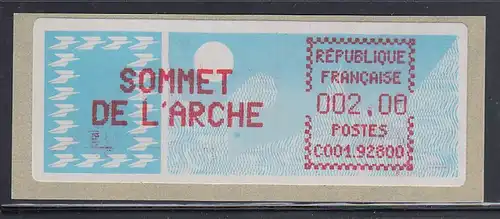 SOMMET
DE L'ARCHE
RÉPUBLIQUE
FRANÇAISE
002,00
POSTES
C001.92800